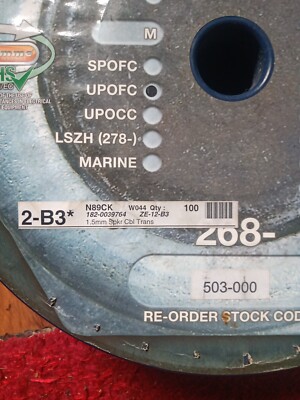 M
SPOFC
UPOFC
UPOCC
LSZH (278-)
MARINE
2-B3*
N89CK W044 Qty : 100
182-0039764 ZE-12-B3
1.5mm Spkr Cbl Trans
268-
503-000
RE-ORDER STOCK COD